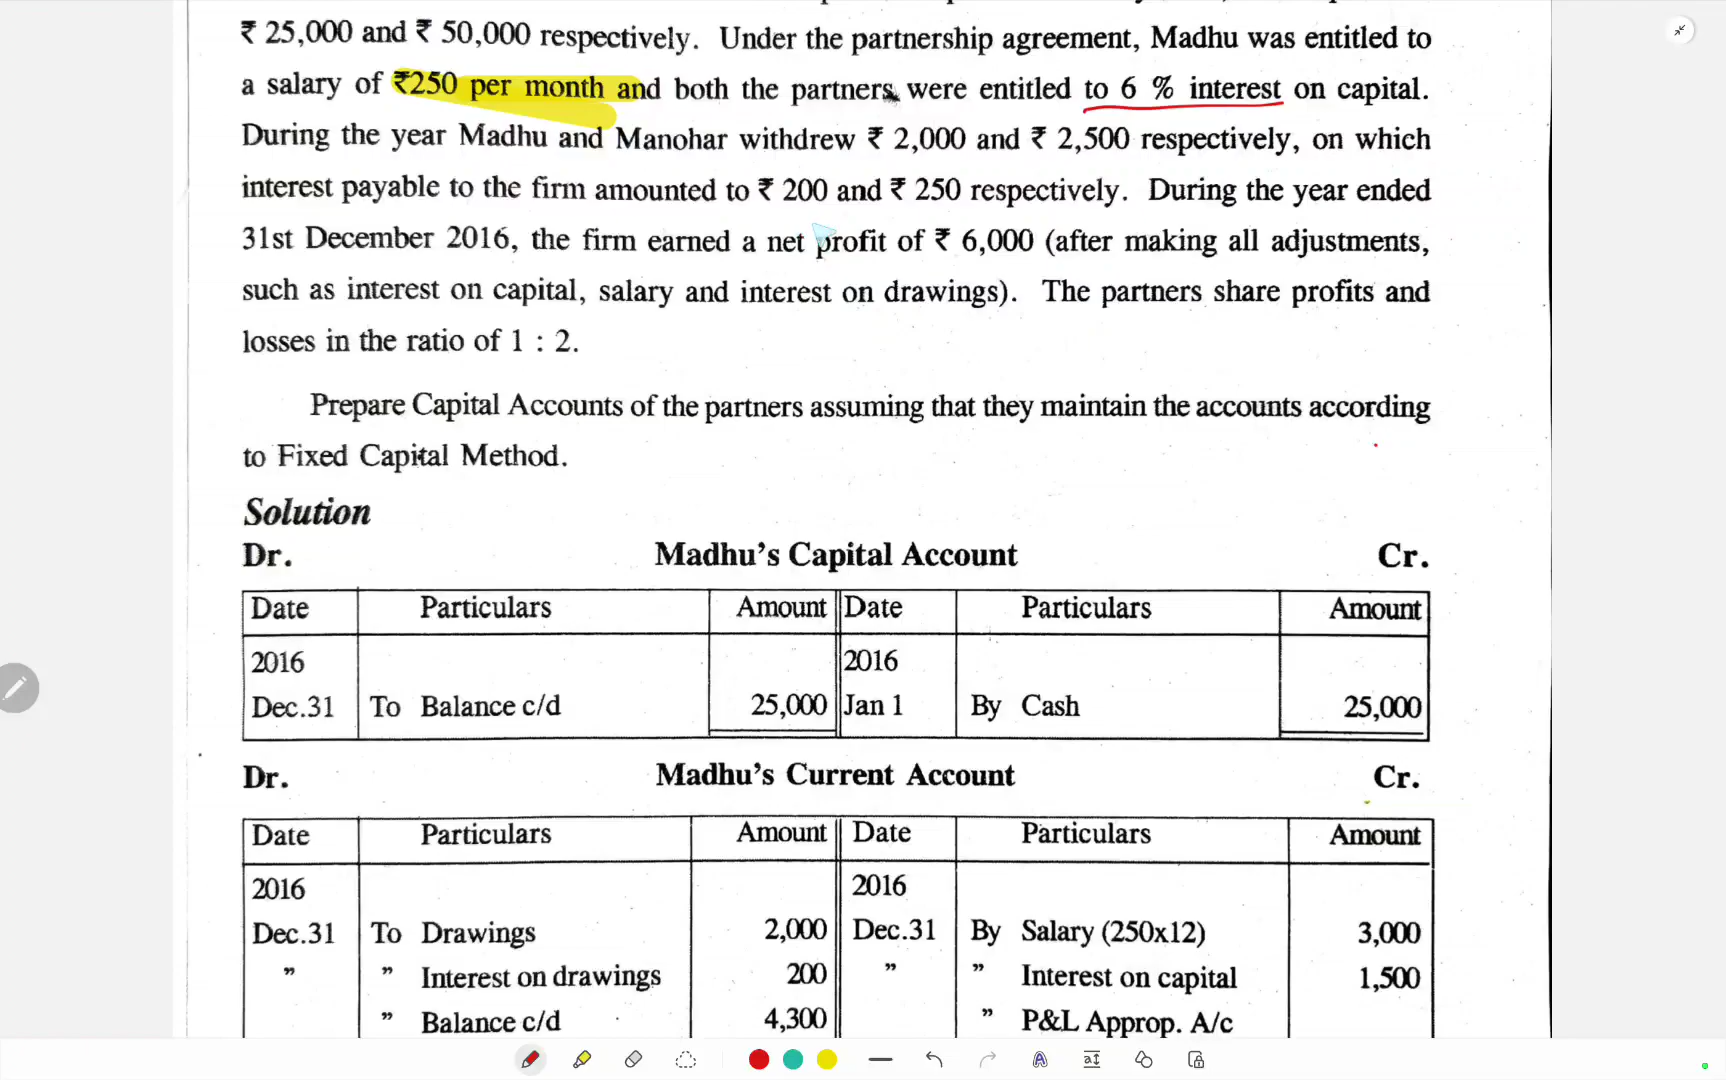 ₹ 25,000 and ₹ 50,000 respectively. Under the partnership agreement, Madhu was entitled to
a salary of ₹250 per month and both the partners were entitled to 6 % interest on capital.
During the year Madhu and Manohar withdrew ₹ 2,000 and ₹ 2,500 respectively, on which
interest payable to the firm amounted to ₹ 200 and ₹ 250 respectively. During the year ended
31st December 2016, the firm earned a net profit of ₹ 6,000 (after making all adjustments,
such as interest on capital, salary and interest on drawings). The partners share profits and
losses in the ratio of 1 : 2.
Prepare Capital Accounts of the partners assuming that they maintain the accounts according
to Fixed Capital Method.
Solution
Dr. Madhu's Capital Account Cr.
Date Particulars Amount Date Particulars Amount
2016 2016
Dec.31 To Balance c/d 25,000 Jan 1 By Cash 25,000
Dr. Madhu's Current Account Cr.
Date Particulars Amount Date Particulars Amount
2016 2016
Dec.31 To Drawings 2,000 Dec.31 By Salary (250x12) 3,000
" " Interest on drawings 200 " " Interest on capital 1,500
" Balance c/d 4,300 " P&L Approp. A/c